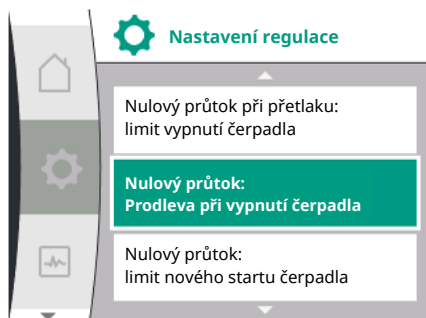 Nastavení regulace
Nulový průtok při přetlaku:
limit vypnutí čerpadla
Nulový průtok:
Prodleva při vypnutí čerpadla
Nulový průtok:
limit nového startu čerpadla